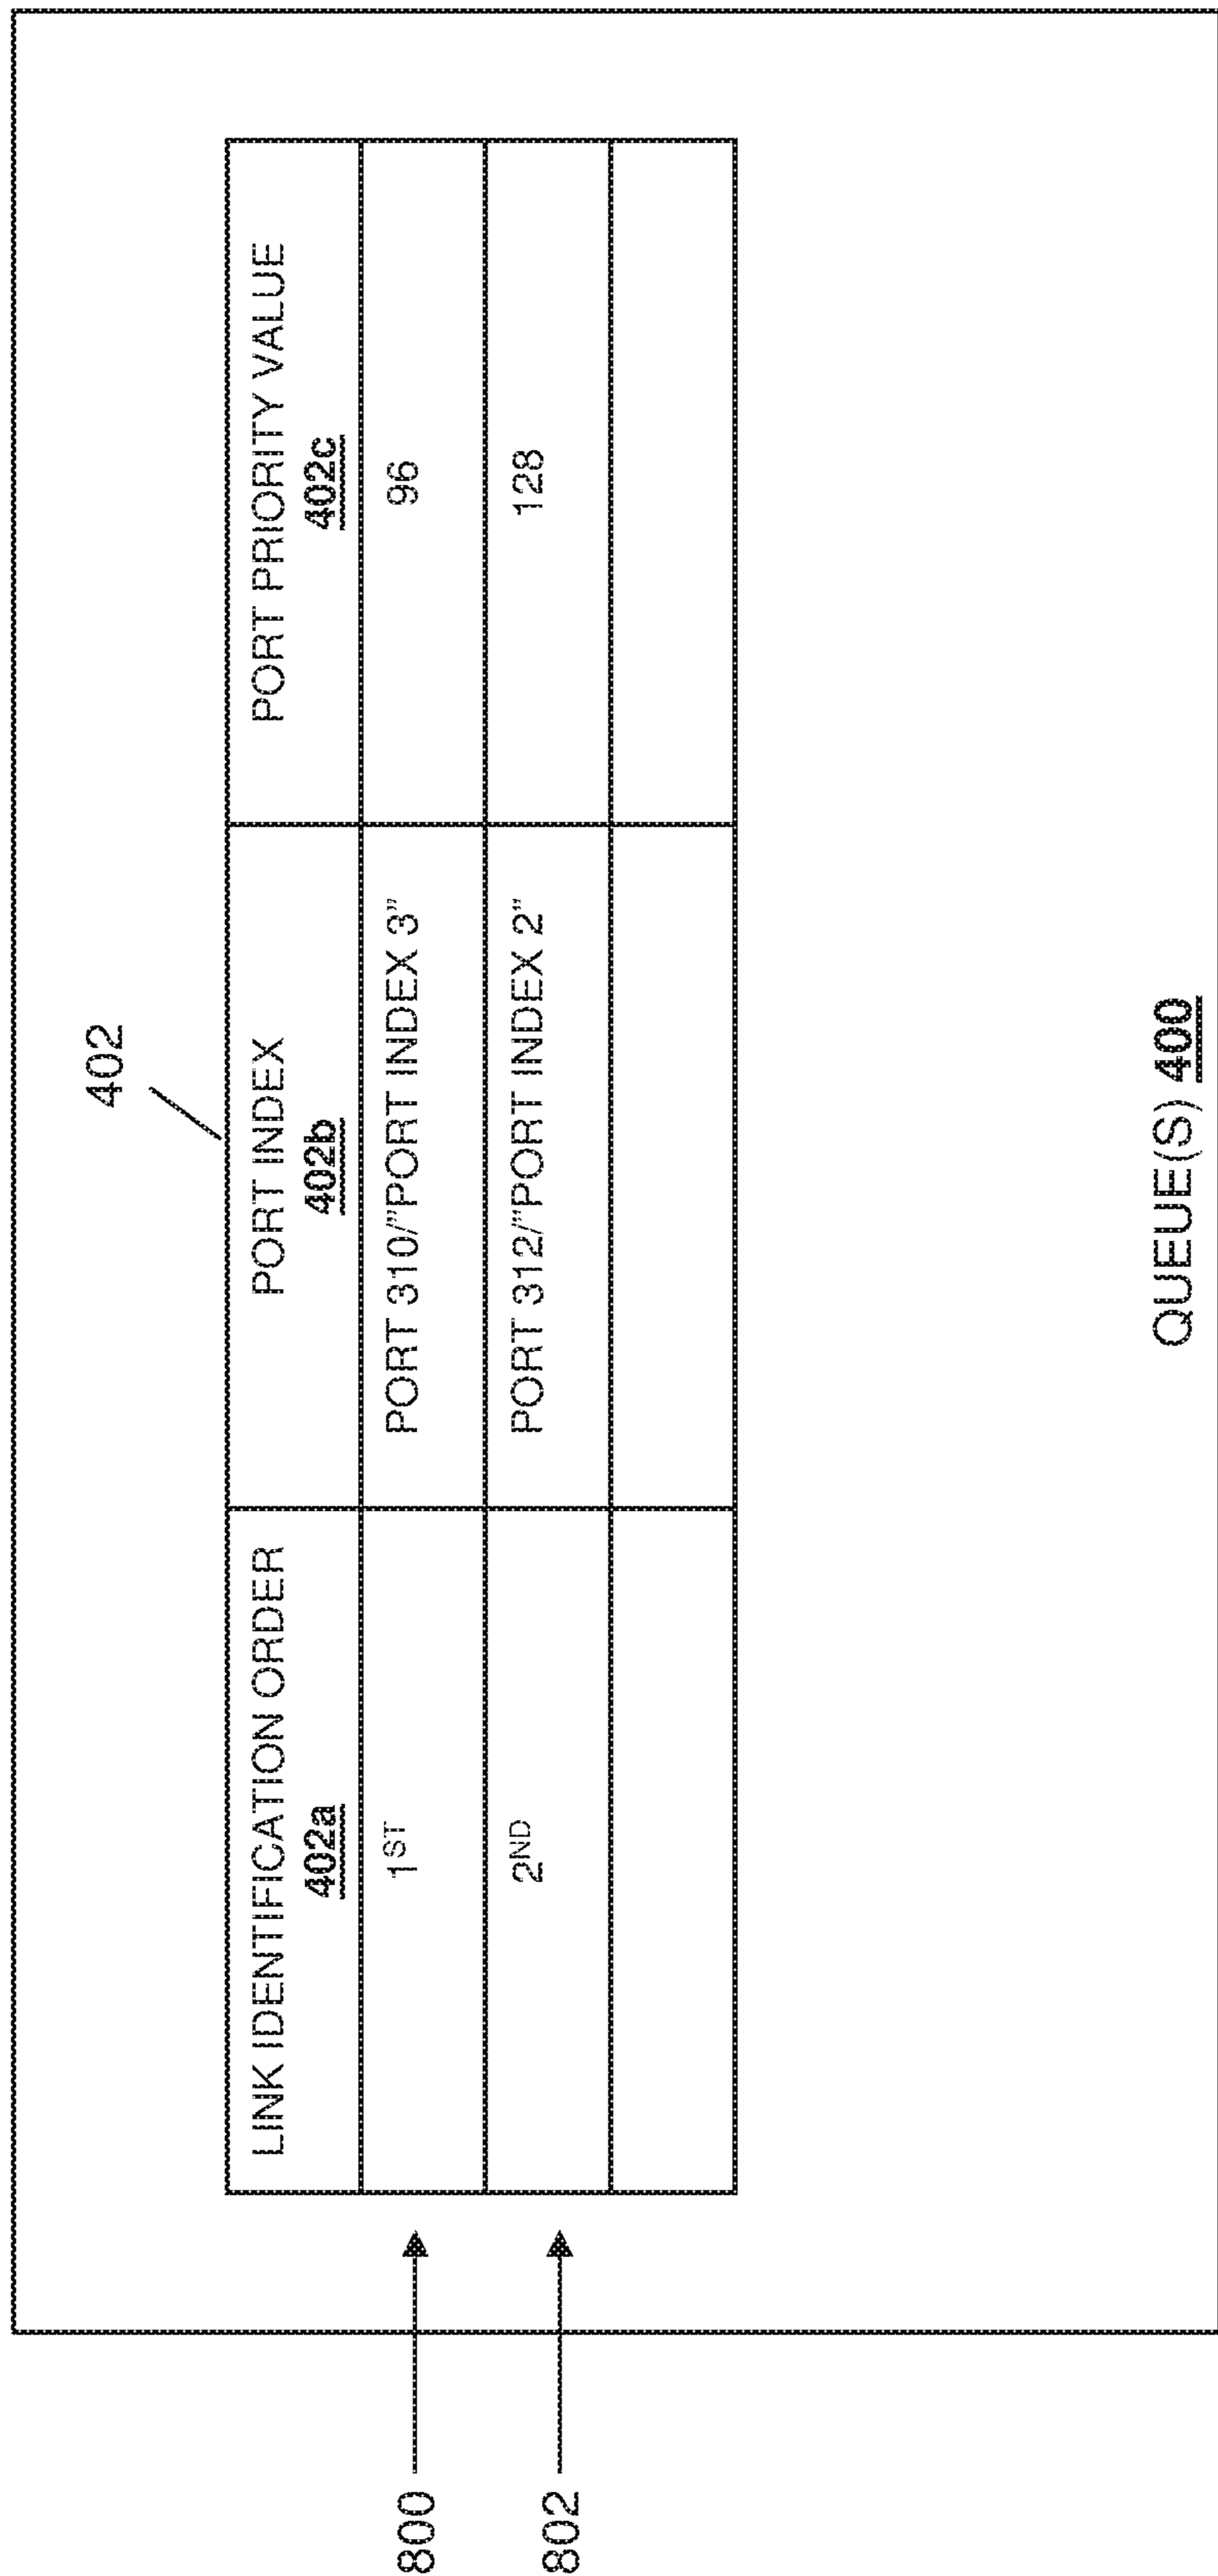 402
LINK IDENTIFICATION ORDER
402a
PORT INDEX
402b
PORT PRIORITY VALUE
402c
800
1ST
PORT 310/"PORT INDEX 3"
96
802
2ND
PORT 312/"PORT INDEX 2"
128
QUEUE(S) 400